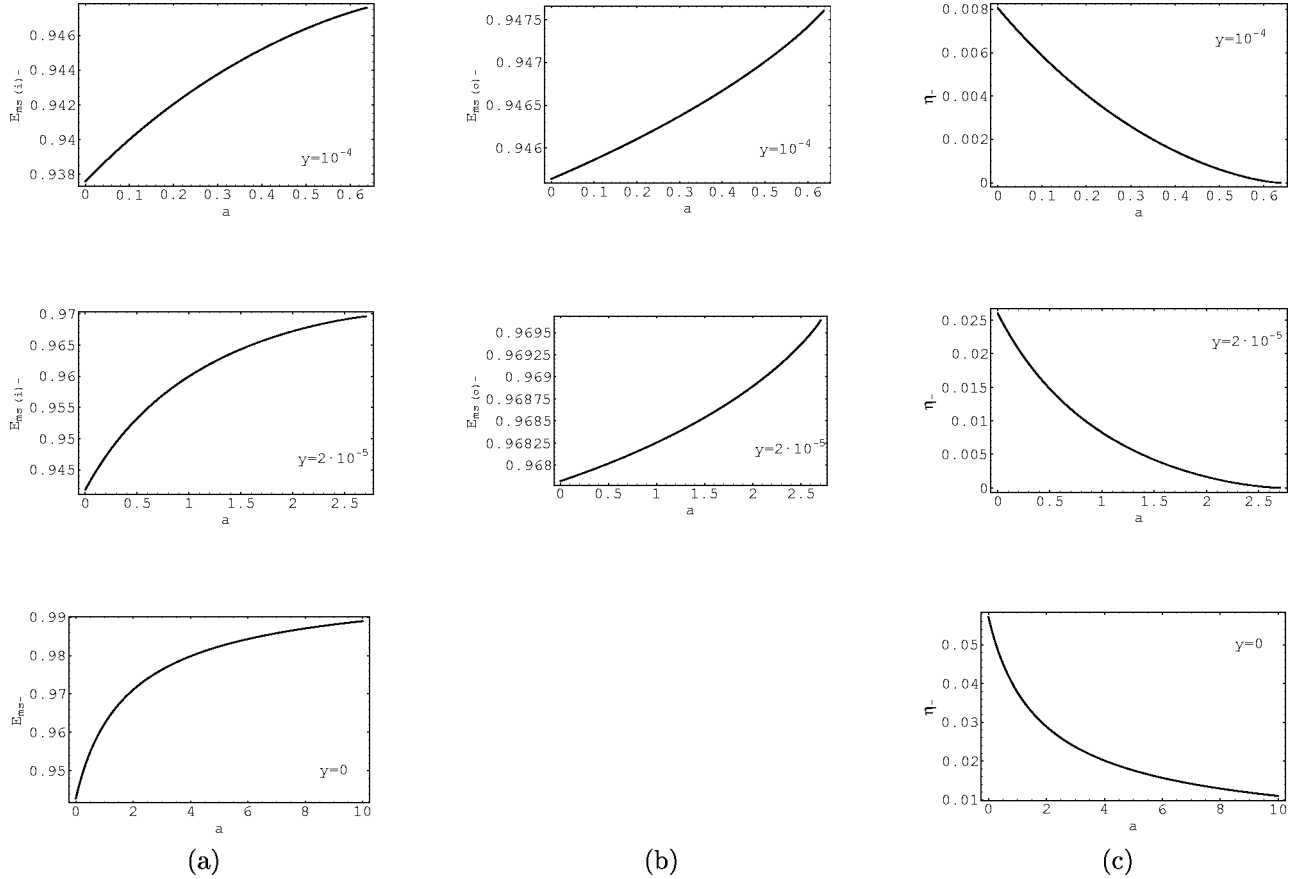 0.946
0.944
0.942
0.94
0.938
E_ms(i)-
y=10^-4
0 0.1 0.2 0.3 0.4 0.5 0.6
a
0.9475
0.947
0.9465
0.946
E_ms(o)-
y=10^-4
0 0.1 0.2 0.3 0.4 0.5 0.6
a
0.008
0.006
0.004
0.002
0
η_-
y=10^-4
0 0.1 0.2 0.3 0.4 0.5 0.6
a
0.97
0.965
0.96
0.955
0.95
0.945
E_ms(i)-
y=2·10^-5
0 0.5 1 1.5 2 2.5
a
0.9695
0.96925
0.969
0.96875
0.9685
0.96825
0.968
E_ms(o)-
y=2·10^-5
0 0.5 1 1.5 2 2.5
a
0.025
0.02
0.015
0.01
0.005
0
η_-
y=2·10^-5
0 0.5 1 1.5 2 2.5
a
0.99
0.98
0.97
0.96
0.95
E_ms-
y=0
0 2 4 6 8 10
a
0.05
0.04
0.03
0.02
0.01
η_-
y=0
0 2 4 6 8 10
a
(a) (b) (c)